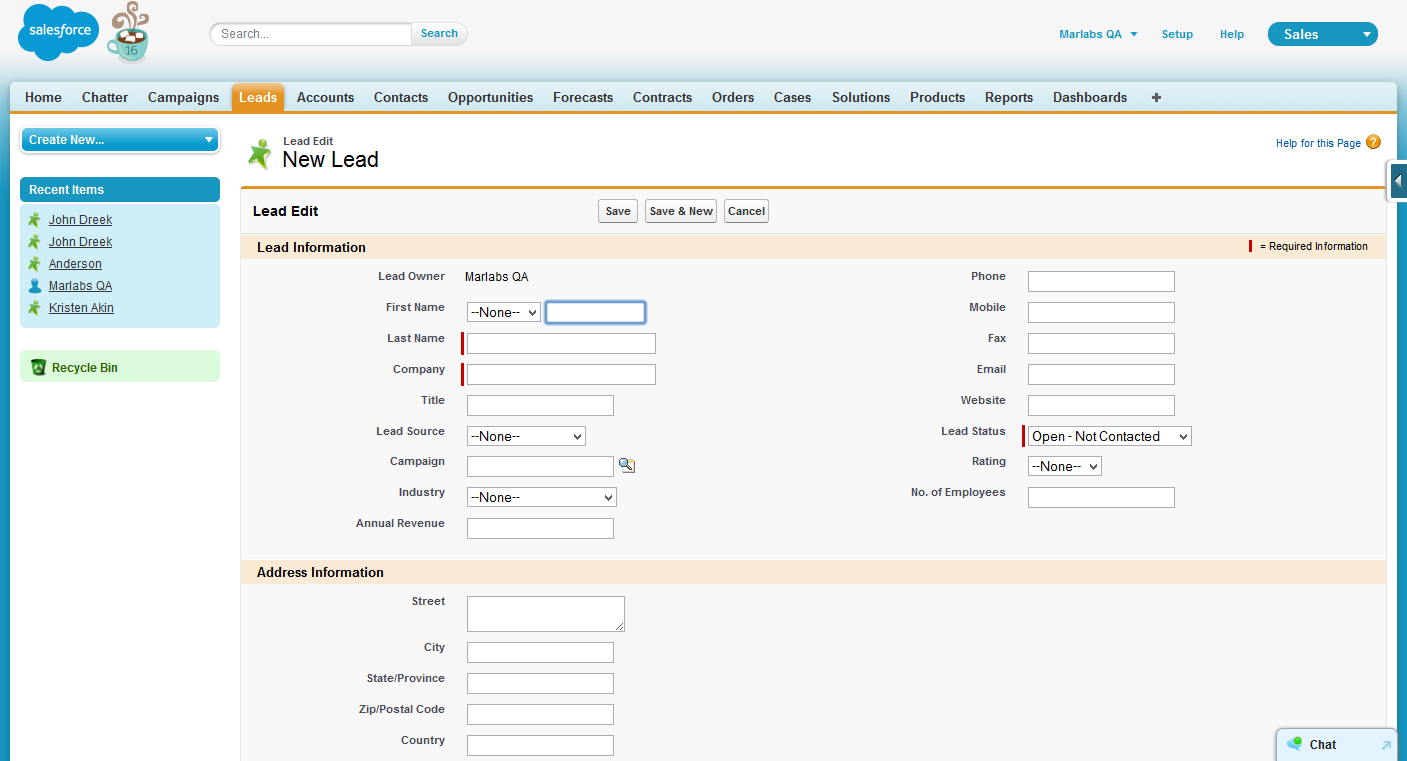 salesforce
16
Search...
Search
Marlabs QA
Setup
Help
Sales
Home Chatter Campaigns Leads Accounts Contacts Opportunities Forecasts Contracts Orders Cases Solutions Products Reports Dashboards +
Create New...
Recent Items
John Dreek
John Dreek
Anderson
Marlabs QA
Kristen Akin
Recycle Bin
Lead Edit
New Lead
Help for this Page ?
Lead Edit
Save Save & New Cancel
Lead Information
= Required Information
Lead Owner Marlabs QA
First Name --None--
Last Name
Company
Title
Lead Source --None--
Campaign
Industry --None--
Annual Revenue
Phone
Mobile
Fax
Email
Website
Lead Status Open - Not Contacted
Rating --None--
No. of Employees
Address Information
Street
City
State/Province
Zip/Postal Code
Country
Chat